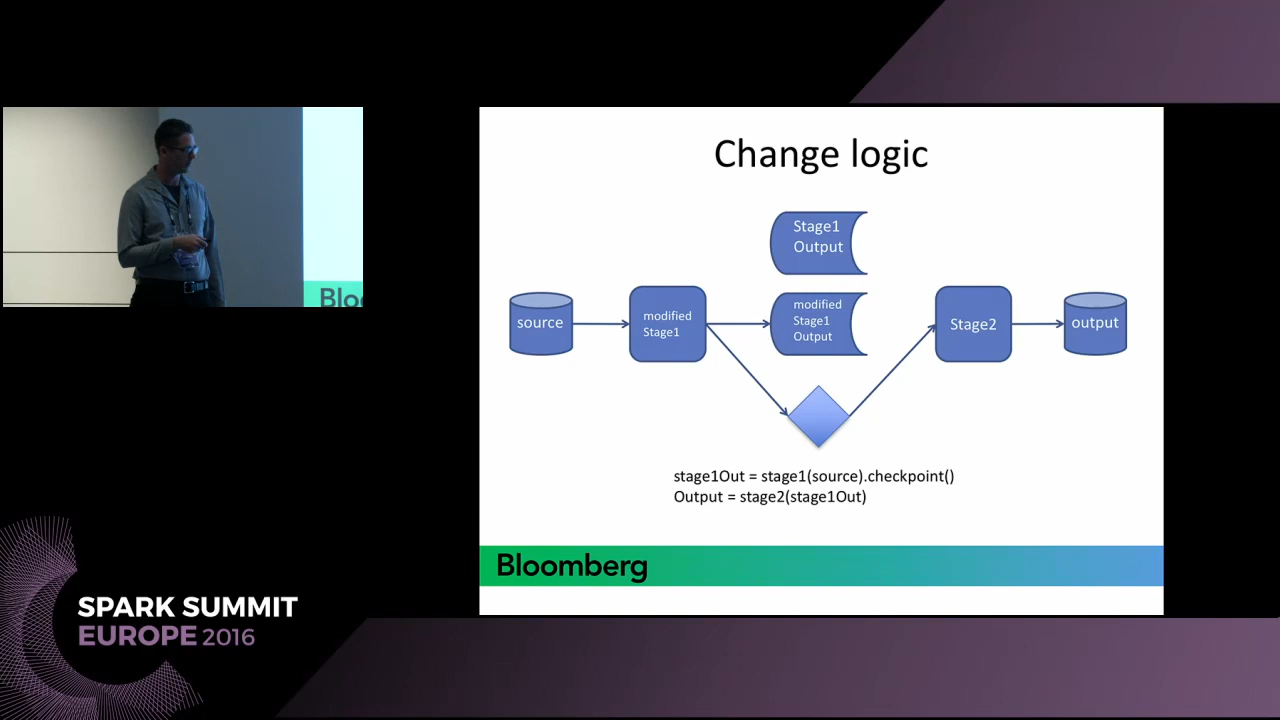 Change logic
Stage1
Output
source
modified
Stage1
modified
Stage1
Output
Stage2
output
stage1Out = stage1(source).checkpoint()
Output = stage2(stage1Out)
Bloomberg
Bloo
SPARK SUMMIT
EUROPE 2016